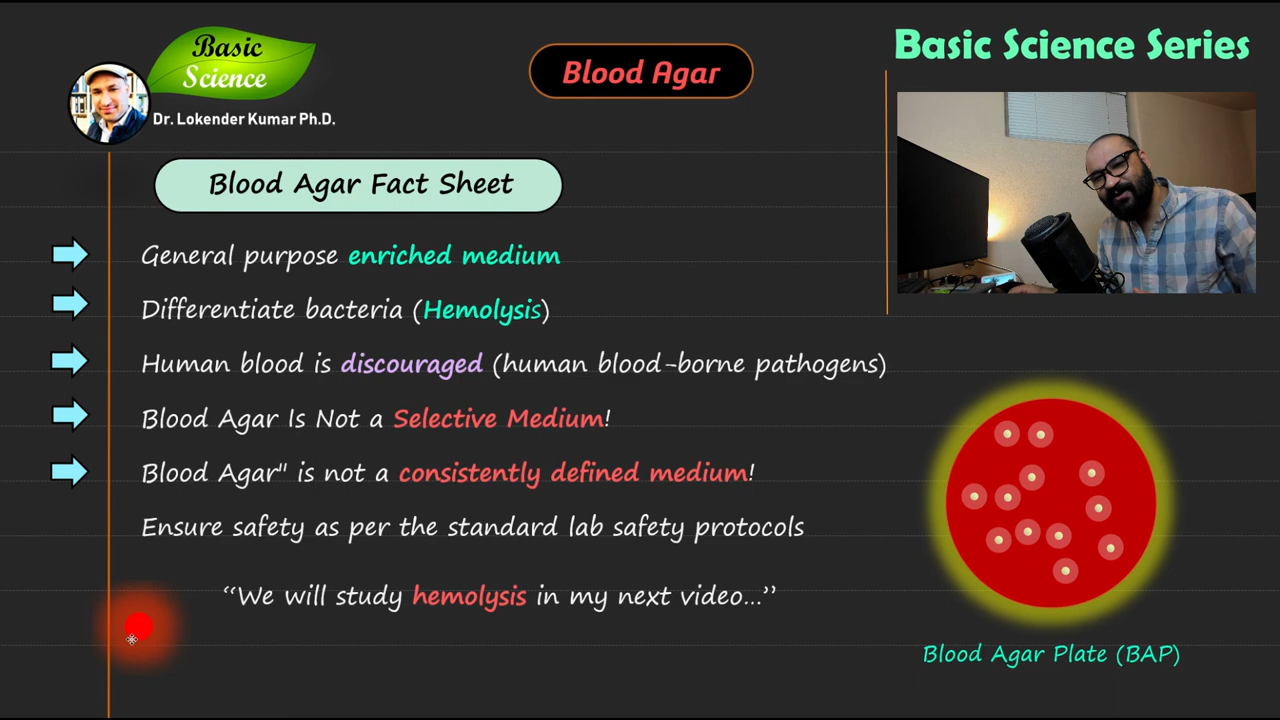 Basic
Science
Dr. Lokender Kumar Ph.D.
Blood Agar
Basic Science Series
Blood Agar Fact Sheet
General purpose enriched medium
Differentiate bacteria (Hemolysis)
Human blood is discouraged (human blood-borne pathogens)
Blood Agar Is Not a Selective Medium!
Blood Agar" is not a consistently defined medium!
Ensure safety as per the standard lab safety protocols
“We will study hemolysis in my next video...”
Blood Agar Plate (BAP)